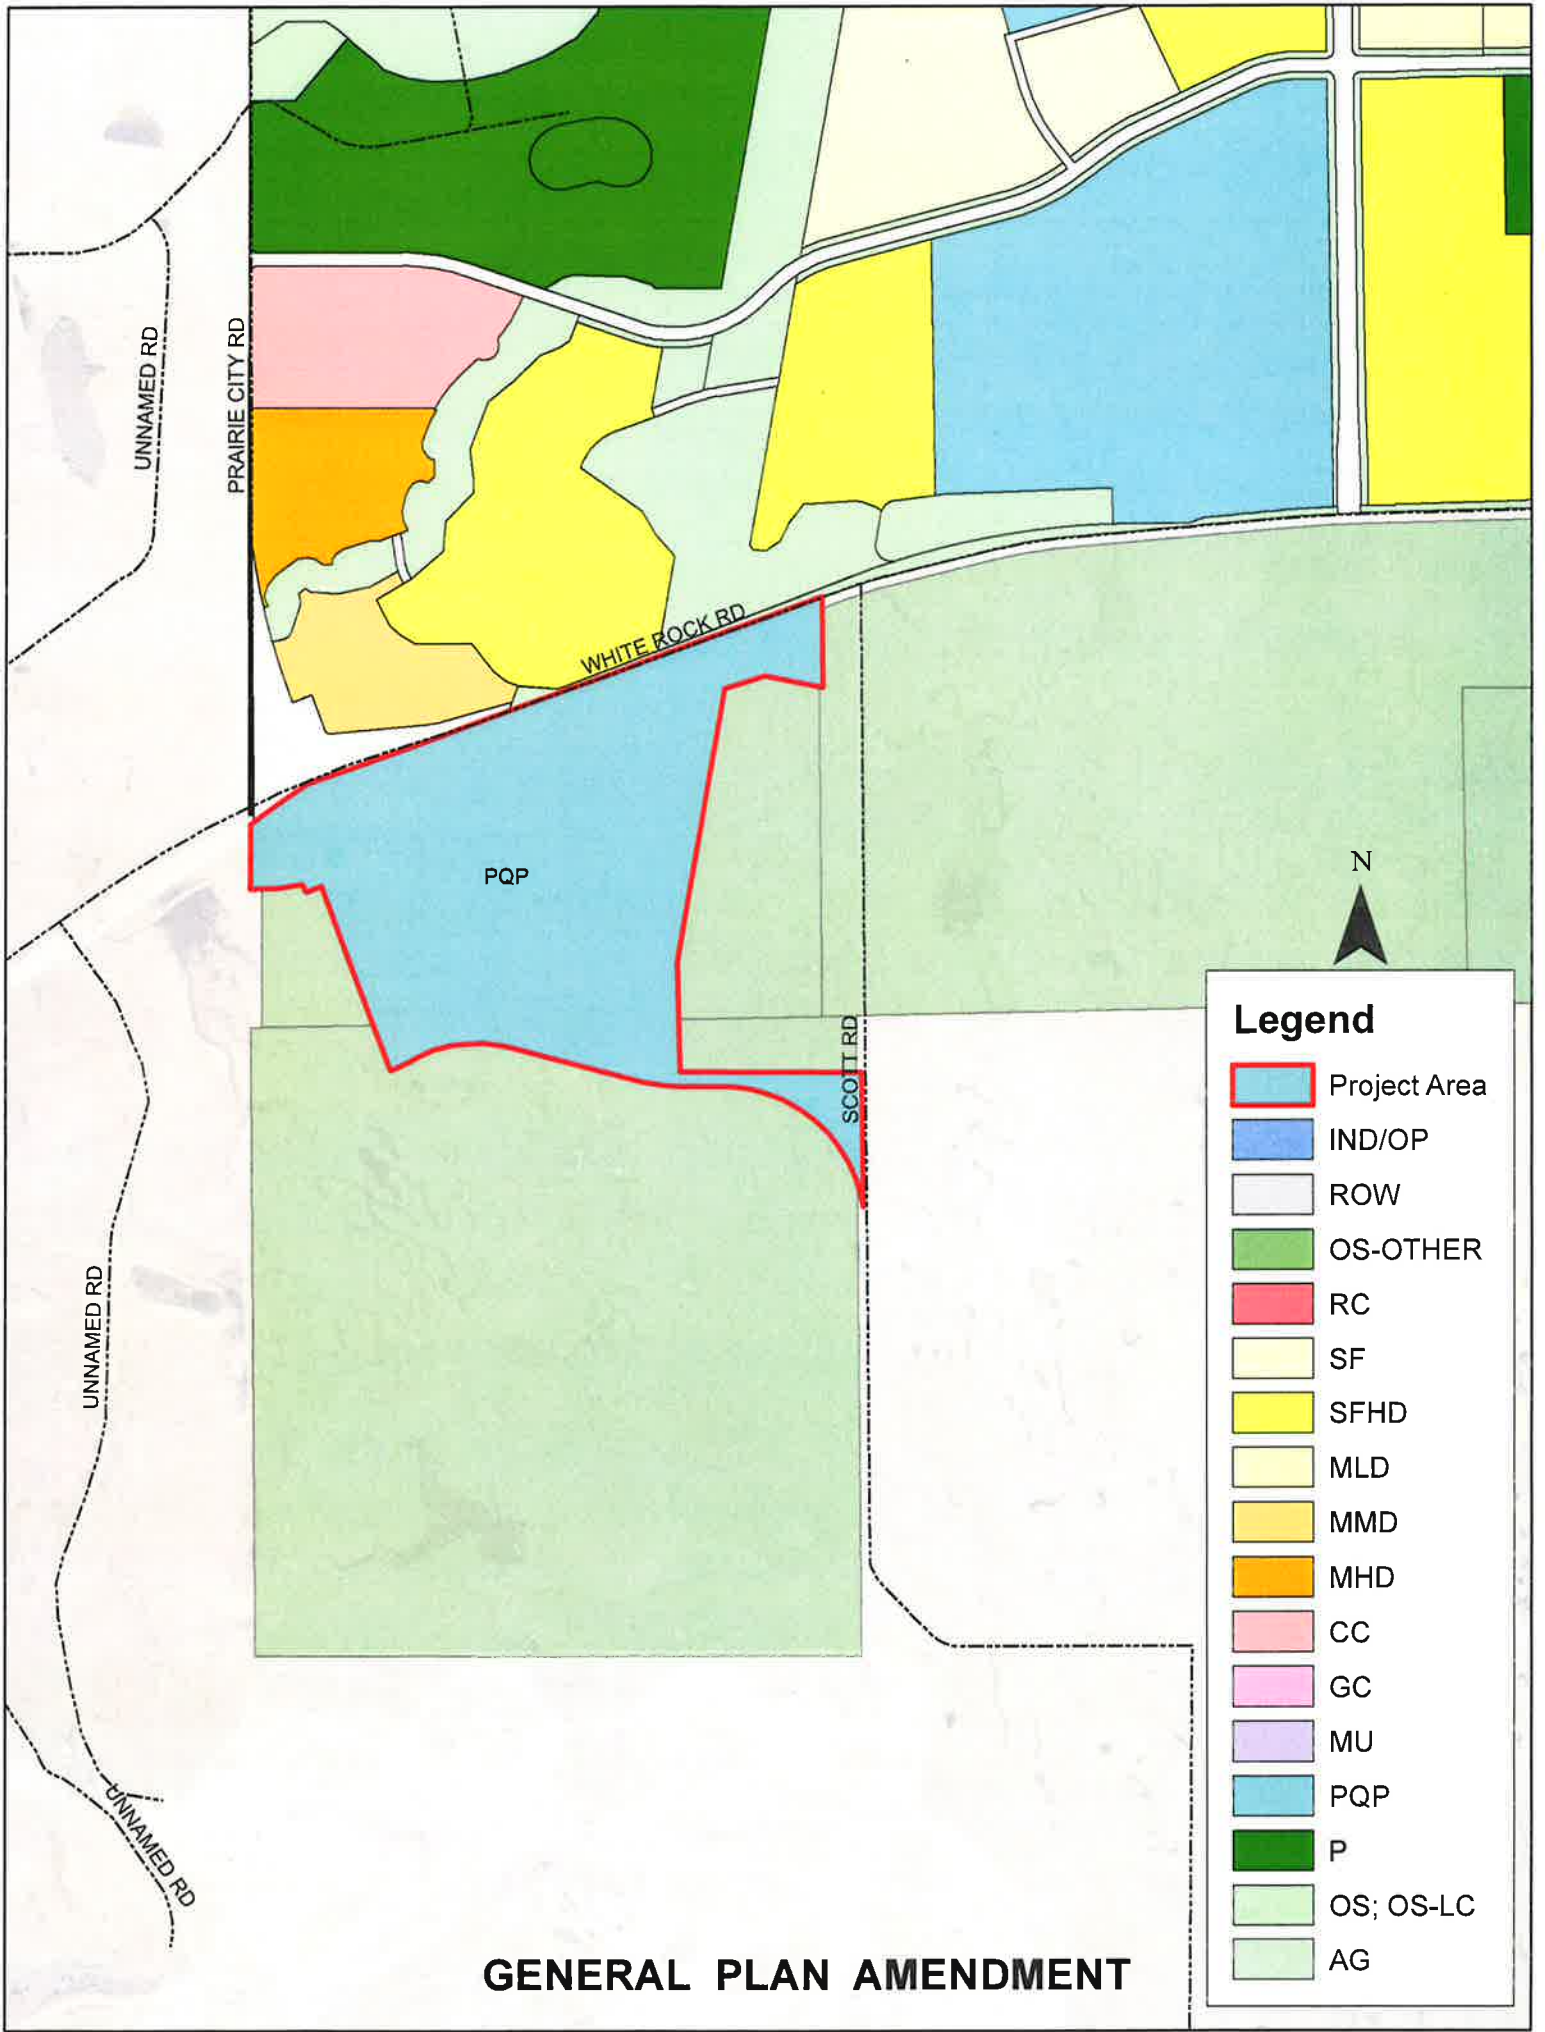 UNNAMED RD
PRAIRIE CITY RD
WHITE ROCK RD
PQP
N
SCOTT RD
UNNAMED RD
UNNAMED RD
Legend
Project Area
IND/OP
ROW
OS-OTHER
RC
SF
SFHD
MLD
MMD
MHD
CC
GC
MU
PQP
P
OS; OS-LC
AG
GENERAL PLAN AMENDMENT